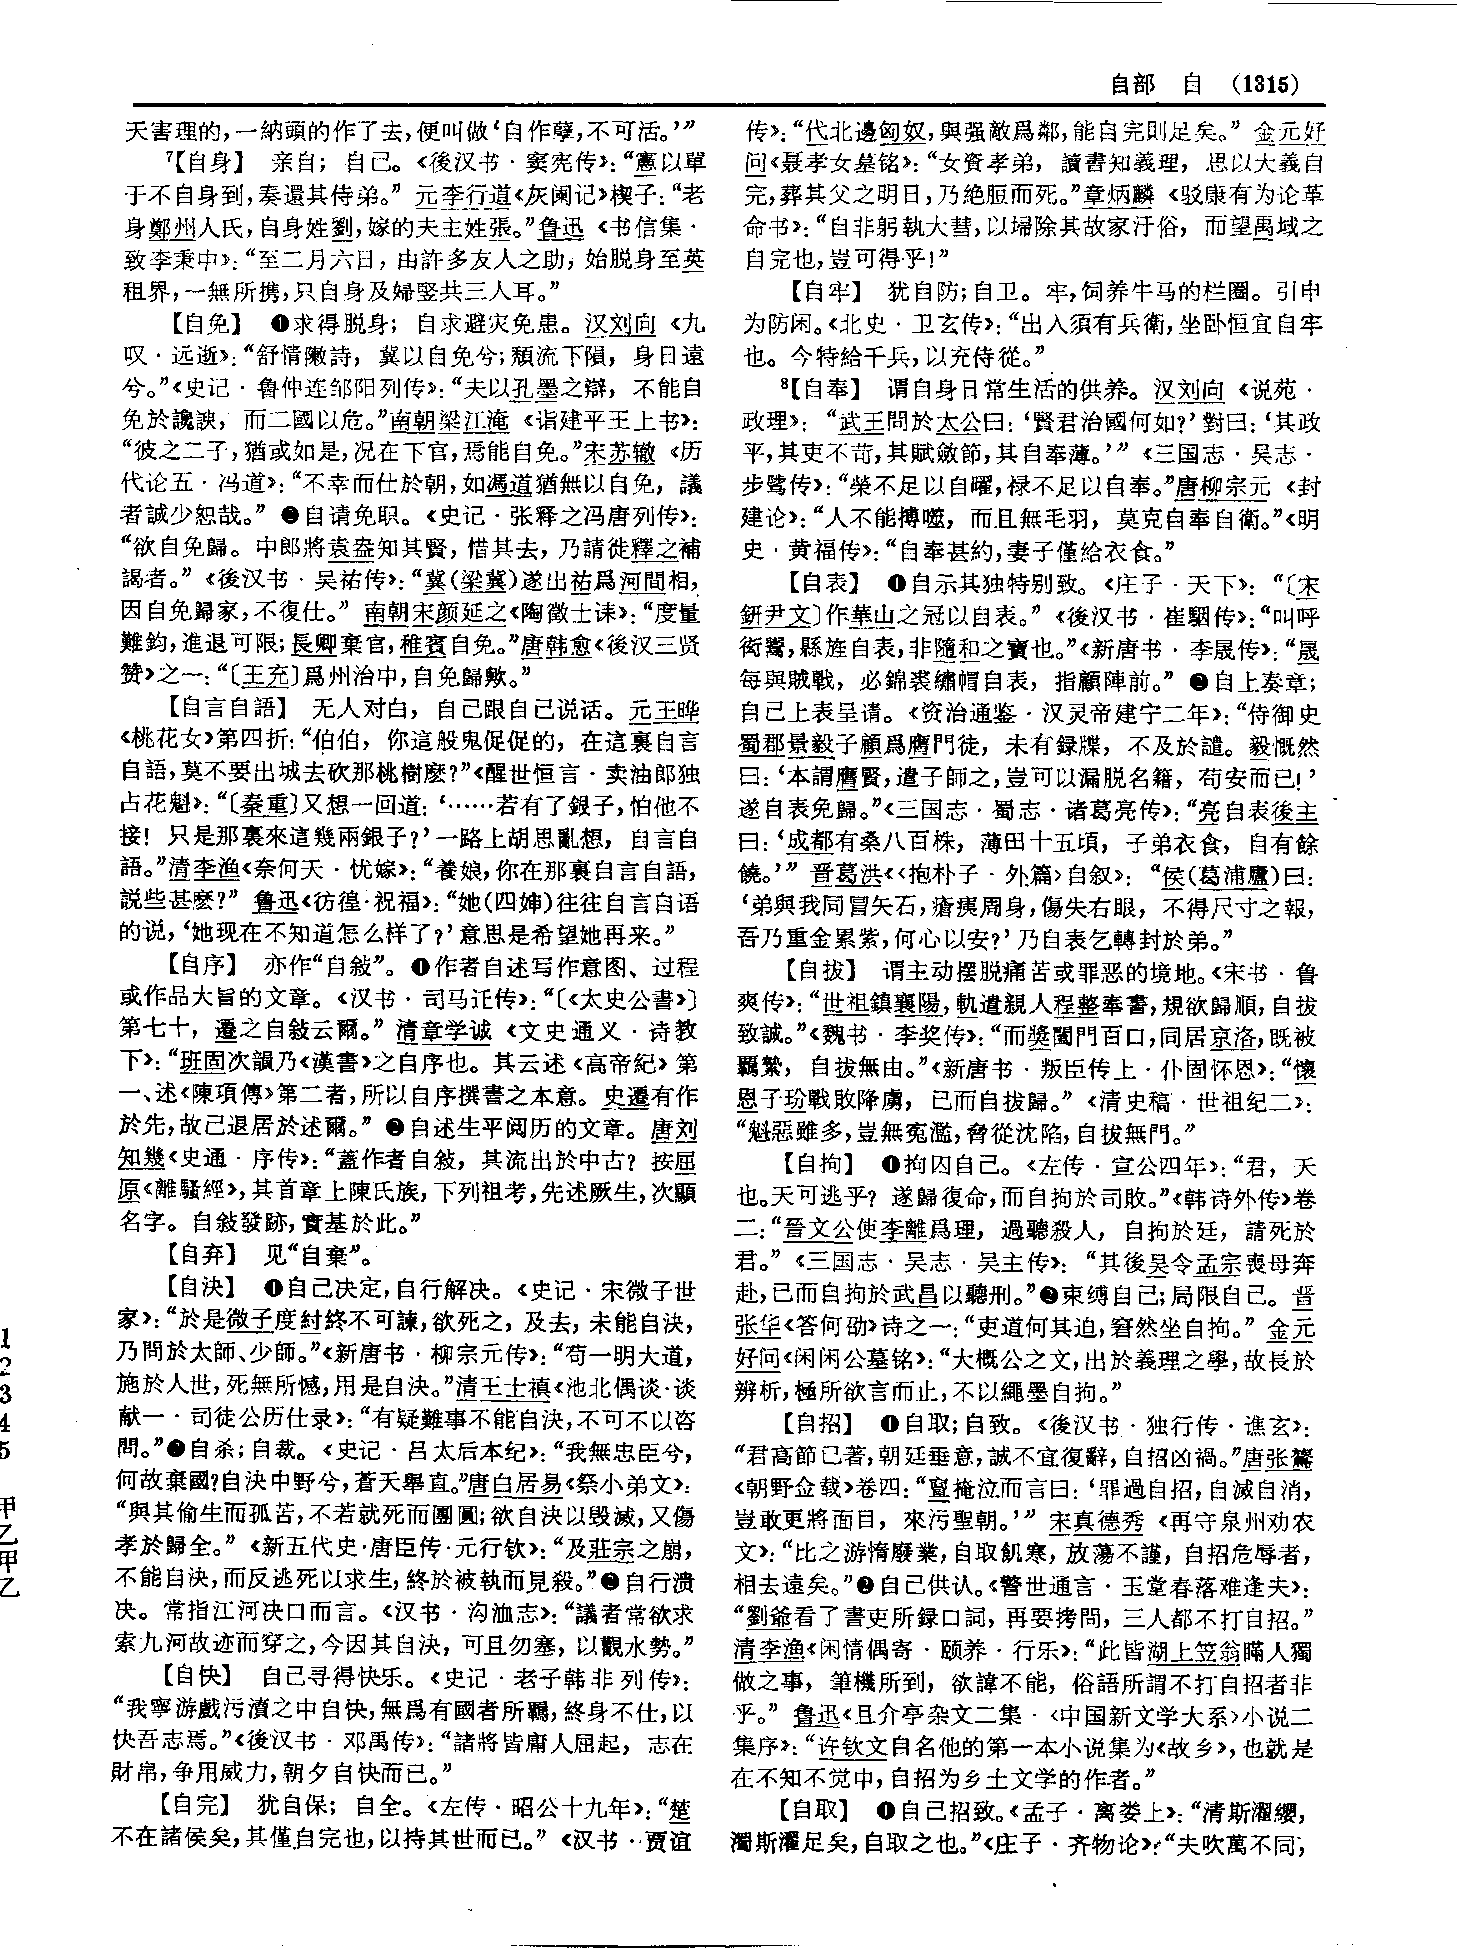 自部　自　(1315)
天害理的，一納頭的作了去，便叫做‘自作孽，不可活。’”
⁷【自身】　亲自；自己。《後汉书·窦宪传》：“憲以單
于不自身到，奏還其侍弟。”元李行道《灰阑记》楔子：“老
身鄭州人氏，自身姓劉，嫁的夫主姓張。”鲁迅《书信集·
致李秉中》：“至二月六日，由許多友人之助，始脱身至英
租界，一無所携，只自身及婦竪共三人耳。”
【自免】　❶求得脱身；自求避灾免患。汉刘向《九
叹·远逝》：“舒情敶詩，冀以自免兮；頽流下隕，身日遠
兮。”《史记·鲁仲连邹阳列传》：“夫以孔墨之辯，不能自
免於讒諛，而二國以危。”南朝梁江淹《诣建平王上书》：
“彼之二子，猶或如是，况在下官，焉能自免。”宋苏辙《历
代论五·冯道》：“不幸而仕於朝，如馮道猶無以自免，議
者誠少恕哉。”❷自请免职。《史记·张释之冯唐列传》：
“欲自免歸。中郎將袁盎知其賢，惜其去，乃請徙釋之補
謁者。”《後汉书·吴祐传》：“冀(梁冀)遂出祐爲河間相，
因自免歸家，不復仕。”南朝宋颜延之《陶徵士诔》：“度量
難鈞，進退可限；長卿棄官，稚賓自免。”唐韩愈《後漢三贤
赞》之一：“〔王充〕爲州治中，自免歸歟。”
【自言自語】　无人对白，自己跟自己说话。元王晔
《桃花女》第四折：“伯伯，你這般鬼促促的，在這裏自言
自語，莫不要出城去砍那桃樹麽？”《醒世恒言·卖油郎独
占花魁》：“〔秦重〕又想一回道：‘……若有了銀子，怕他不
接！只是那裏來這幾兩銀子？’一路上胡思亂想，自言自
語。”清李渔《奈何天·忧嫁》：“養娘，你在那裏自言自語，
説些甚麽？”鲁迅《彷徨·祝福》：“她(四婶)往往自言自语
的说，‘她现在不知道怎么样了？’意思是希望她再来。”
【自序】　亦作“自敍”。❶作者自述写作意图、过程
或作品大旨的文章。《汉书·司马迁传》：“〔《太史公書》〕
第七十，遷之自敍云爾。”清章学诚《文史通义·诗教
下》：“班固次韻乃《漢書》之自序也。其云述《高帝紀》第
一、述《陳項傳》第二者，所以自序撰書之本意。史遷有作
於先，故己退居於述爾。”❷自述生平阅历的文章。唐刘
知幾《史通·序传》：“蓋作者自敍，其流出於中古？按屈
原《離騷經》，其首章上陳氏族，下列祖考，先述厥生，次顯
名字。自敍發跡，實基於此。”
【自弃】　见“自棄”。
【自決】　❶自己决定，自行解决。《史记·宋微子世
家》：“於是微子度紂終不可諫，欲死之，及去，未能自決，
乃問於太師、少師。”《新唐书·柳宗元传》：“苟一明大道，
施於人世，死無所憾，用是自決。”清王士禛《池北偶谈·谈
献一·司徒公历仕录》：“有疑難事不能自決，不可不以咨
問。”❷自杀；自裁。《史记·吕太后本纪》：“我無忠臣兮，
何故棄國？自決中野兮，蒼天舉直。”唐白居易《祭小弟文》：
“與其偷生而孤苦，不若就死而團圓；欲自決以毁滅，又傷
孝於歸全。”《新五代史·唐臣传·元行钦》：“及莊宗之崩，
不能自決，而反逃死以求生，終於被執而見殺。”❸自行溃
决。常指江河决口而言。《汉书·沟洫志》：“議者常欲求
索九河故迹而穿之，今因其自決，可且勿塞，以觀水勢。”
【自快】　自己寻得快乐。《史记·老子韩非列传》：
“我寧游戲污瀆之中自快，無爲有國者所羈，終身不仕，以
快吾志焉。”《後汉书·邓禹传》：“諸將皆庸人屈起，志在
財帛，争用威力，朝夕自快而已。”
【自完】　犹自保；自全。《左传·昭公十九年》：“楚
不在諸侯矣，其僅自完也，以持其世而已。”《汉书·贾谊
传》：“代北邊匈奴，與强敵爲鄰，能自完則足矣。”金元好
问《聂孝女墓铭》：“女資孝弟，讀書知義理，思以大義自
完，葬其父之明日，乃絶脰而死。”章炳麟《驳康有为论革
命书》：“自非躬執大彗，以埽除其故家汙俗，而望禹域之
自完也，豈可得乎！”
【自牢】　犹自防；自卫。牢，饲养牛马的栏圈。引申
为防闲。《北史·卫玄传》：“出入須有兵衛，坐卧恒宜自牢
也。今特給千兵，以充侍從。”
⁸【自奉】　谓自身日常生活的供养。汉刘向《说苑·
政理》：“武王問於太公曰：‘賢君治國何如？’對曰：‘其政
平，其吏不苛，其賦斂節，其自奉薄。’”《三国志·吴志·
步骘传》：“榮不足以自曜，禄不足以自奉。”唐柳宗元《封
建论》：“人不能搏噬，而且無毛羽，莫克自奉自衛。”《明
史·黄福传》：“自奉甚約，妻子僅給衣食。”
【自表】　❶自示其独特别致。《庄子·天下》：“〔宋
鈃尹文〕作華山之冠以自表。”《後汉书·崔駰传》：“叫呼
衒鬻，縣旌自表，非隨和之寶也。”《新唐书·李晟传》：“晟
每與賊戰，必錦裘繡帽自表，指顧陣前。”❷自上奏章；
自己上表呈请。《资治通鉴·汉灵帝建宁二年》：“侍御史
蜀郡景毅子顧爲膺門徒，未有録牒，不及於譴。毅慨然
曰：‘本謂膺賢，遣子師之，豈可以漏脱名籍，苟安而已！’
遂自表免歸。”《三国志·蜀志·诸葛亮传》：“亮自表後主
曰：‘成都有桑八百株，薄田十五頃，子弟衣食，自有餘
饒。’”晋葛洪《〈抱朴子·外篇〉自叙》：“侯(葛浦廬)曰：
‘弟與我同冒矢石，瘡痍周身，傷失右眼，不得尺寸之報，
吾乃重金累紫，何心以安？’乃自表乞轉封於弟。”
【自拔】　谓主动摆脱痛苦或罪恶的境地。《宋书·鲁
爽传》：“世祖鎮襄陽，軌遣親人程整奉書，規欲歸順，自拔
致誠。”《魏书·李奖传》：“而奬闔門百口，同居京洛，既被
羈縶，自拔無由。”《新唐书·叛臣传上·仆固怀恩》：“懷
恩子玢戰敗降虜，已而自拔歸。”《清史稿·世祖纪二》：
“魁惡雖多，豈無冤濫，脅從沈陷，自拔無門。”
【自拘】　❶拘囚自己。《左传·宣公四年》：“君，天
也。天可逃乎？遂歸復命，而自拘於司敗。”《韩诗外传》卷
二：“晉文公使李離爲理，過聽殺人，自拘於廷，請死於
君。”《三国志·吴志·吴主传》：“其後吴令孟宗喪母奔
赴，已而自拘於武昌以聽刑。”❷束缚自己；局限自己。晋
张华《答何劭》诗之一：“吏道何其迫，窘然坐自拘。”金元
好问《闲闲公墓铭》：“大概公之文，出於義理之學，故長於
辨析，極所欲言而止，不以繩墨自拘。”
【自招】　❶自取；自致。《後汉书·独行传·谯玄》：
“君高節已著，朝廷垂意，誠不宜復辭，自招凶禍。”唐张鷟
《朝野佥载》卷四：“㝢掩泣而言曰：‘罪過自招，自滅自消，
豈敢更將面目，來污聖朝。’”宋真德秀《再守泉州劝农
文》：“比之游惰廢業，自取飢寒，放蕩不謹，自招危辱者，
相去遠矣。”❷自己供认。《警世通言·玉堂春落难逢夫》：
“劉爺看了書吏所録口詞，再要拷問，三人都不打自招。”
清李渔《闲情偶寄·颐养·行乐》：“此皆湖上笠翁瞞人獨
做之事，筆機所到，欲諱不能，俗語所謂不打自招者非
乎。”鲁迅《且介亭杂文二集·〈中国新文学大系〉小说二
集序》：“许钦文自名他的第一本小说集为《故乡》，也就是
在不知不觉中，自招为乡土文学的作者。”
【自取】　❶自己招致。《孟子·离娄上》：“清斯濯纓，
濁斯濯足矣，自取之也。”《庄子·齐物论》：“夫吹萬不同，
1
2
3
4
5
甲
乙
甲
乙